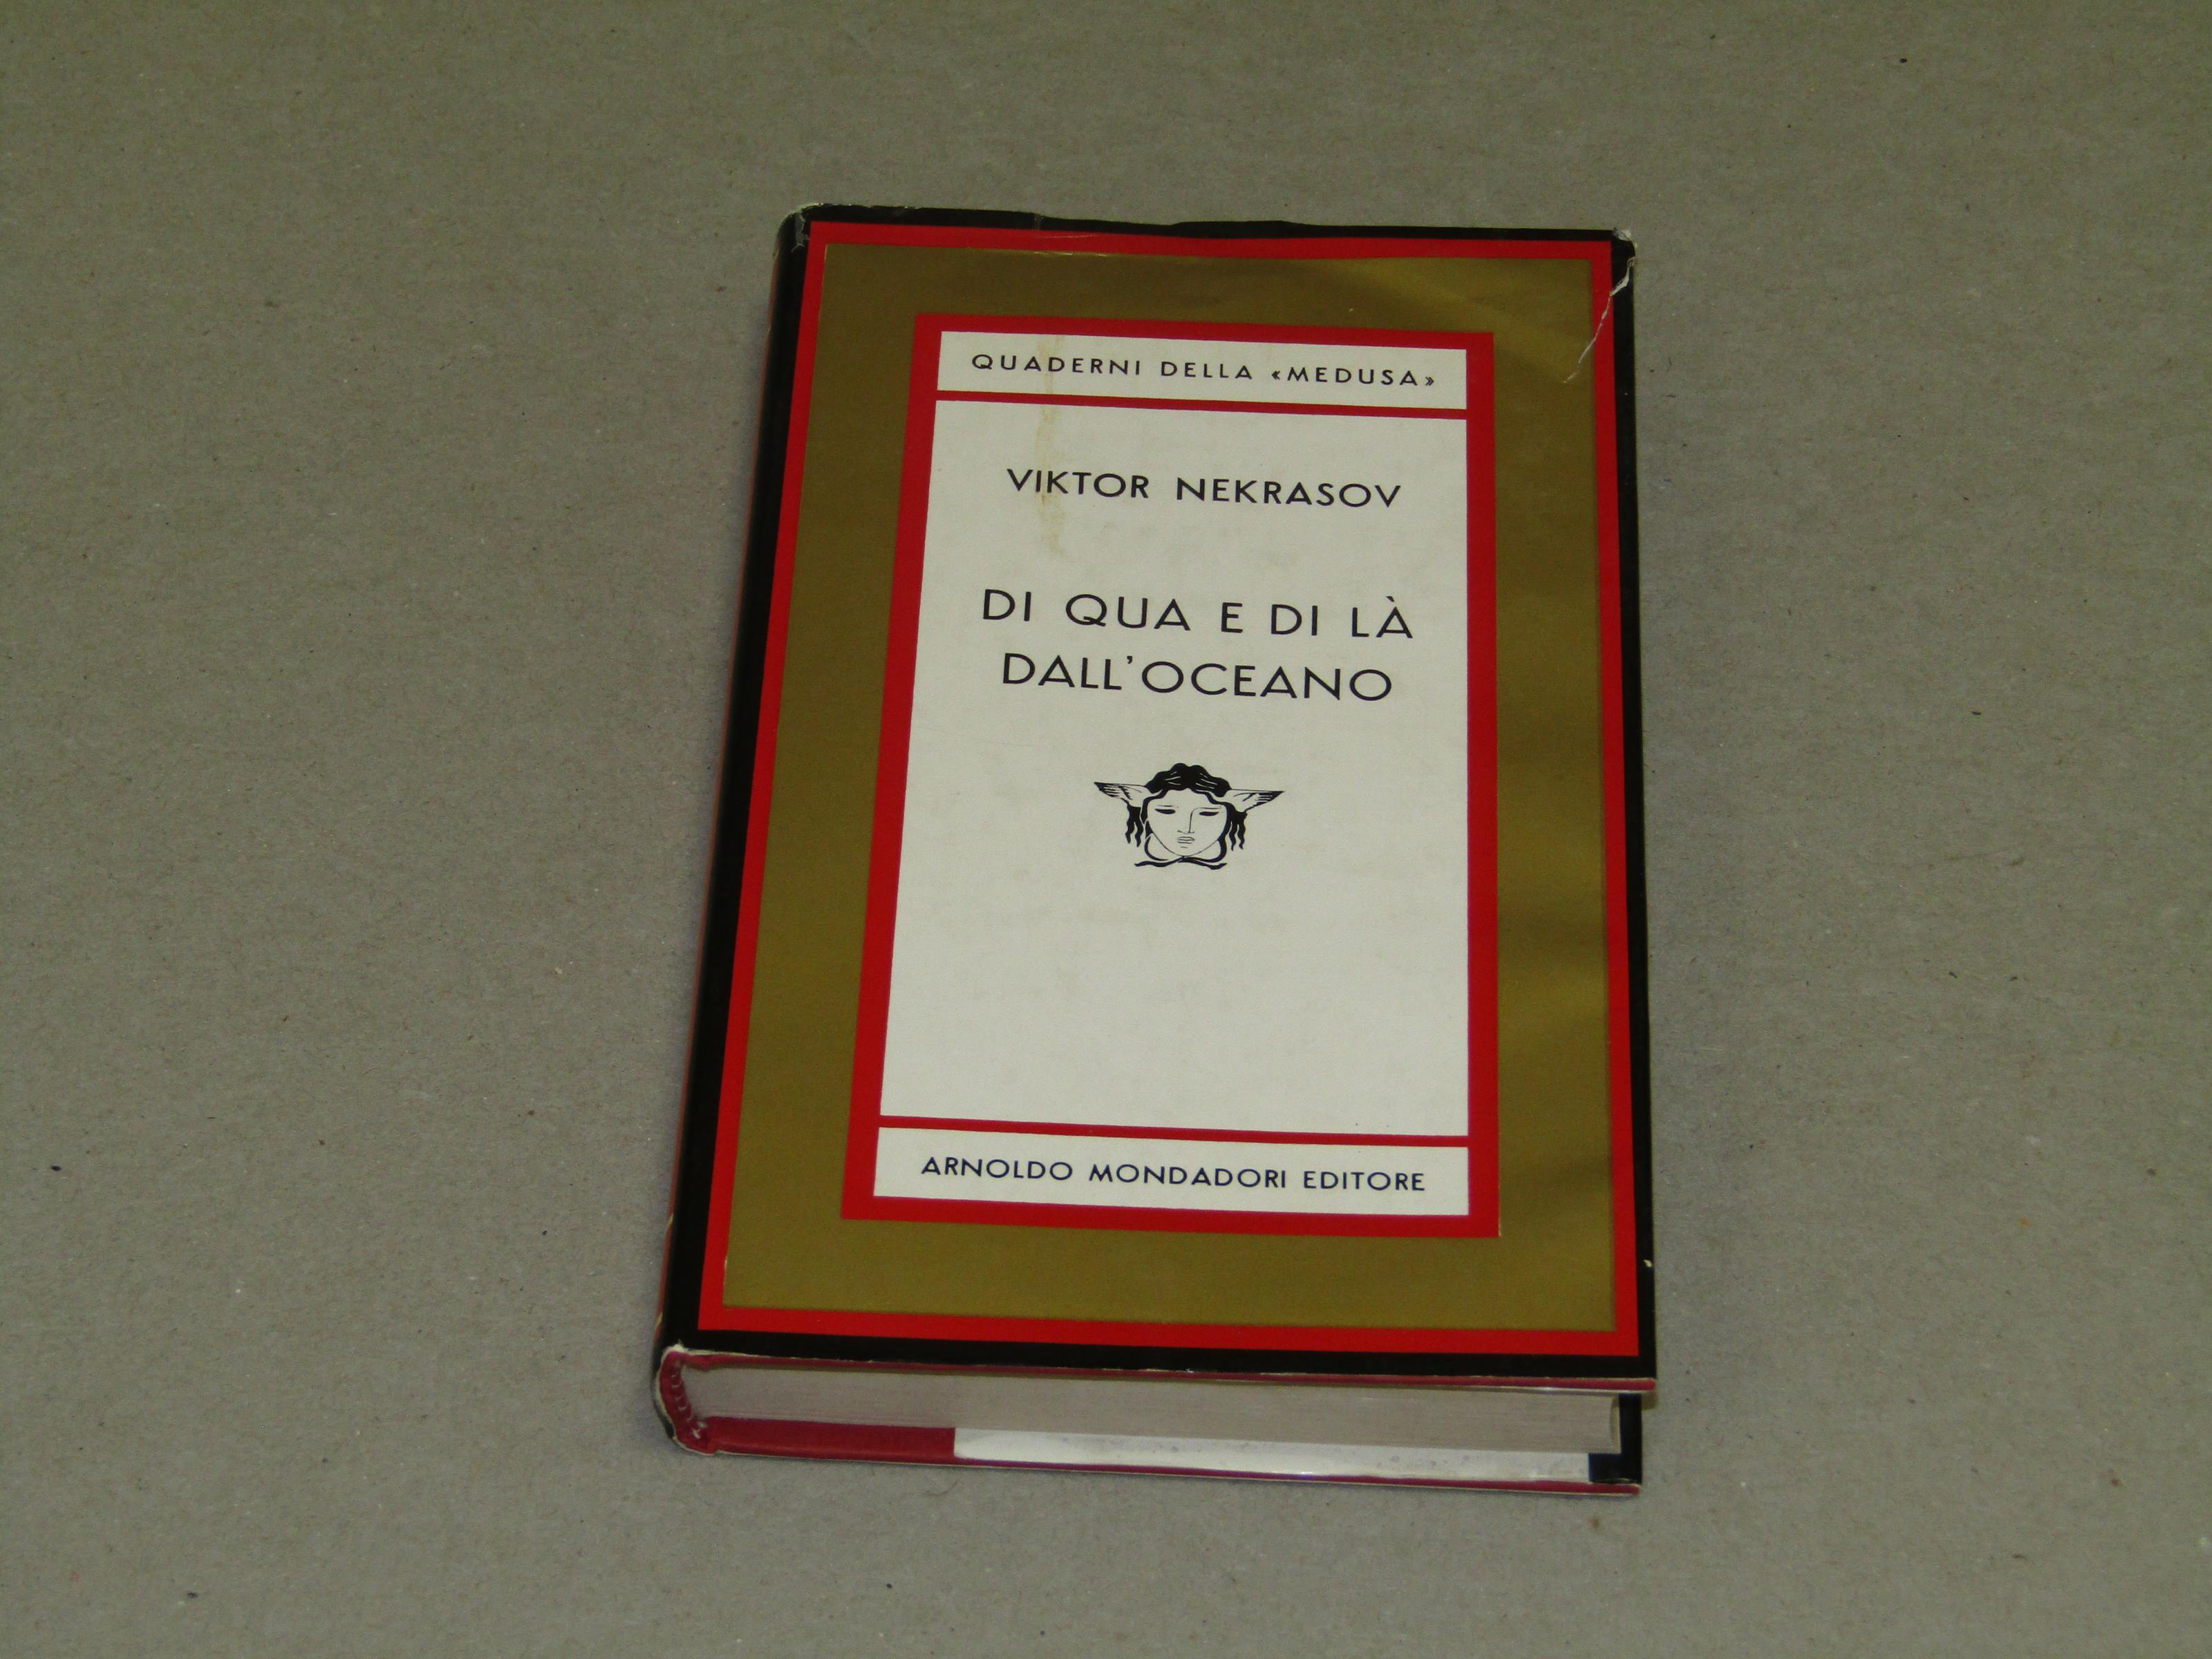 QUADERNI DELLA «MEDUSA»
VIKTOR NEKRASOV
DI QUA E DI LÀ
DALL'OCEANO
ARNOLDO MONDADORI EDITORE